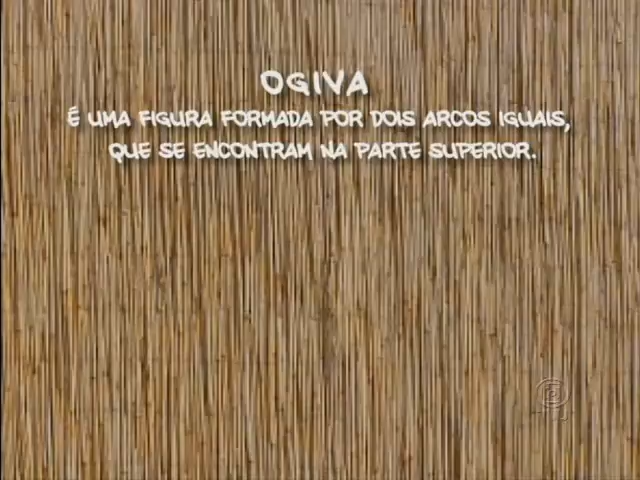 OGIVA
É UMA FIGURA FORMADA POR DOIS ARCOS IGUAIS,
QUE SE ENCONTRAM NA PARTE SUPERIOR.